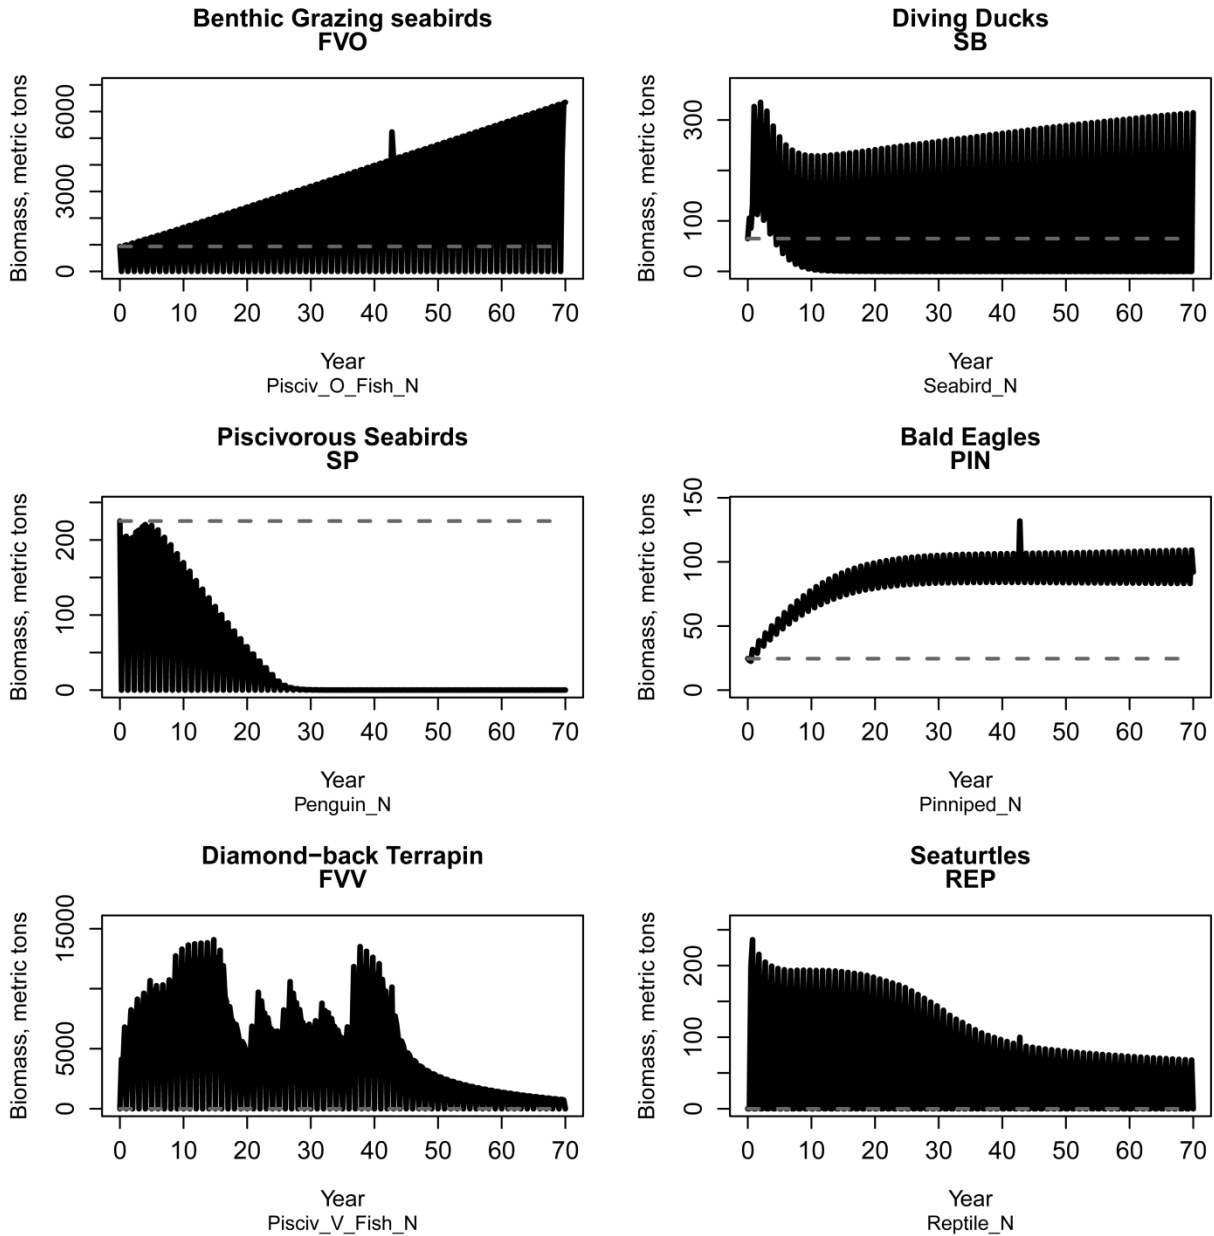 Benthic Grazing seabirds
FVO
Biomass, metric tons
0 3000 6000
0 10 20 30 40 50 60 70
Year
Pisciv_O_Fish_N
Diving Ducks
SB
Biomass, metric tons
0 100 300
0 10 20 30 40 50 60 70
Year
Seabird_N
Piscivorous Seabirds
SP
Biomass, metric tons
0 100 200
0 10 20 30 40 50 60 70
Year
Penguin_N
Bald Eagles
PIN
Biomass, metric tons
0 50 100 150
0 10 20 30 40 50 60 70
Year
Pinniped_N
Diamond−back Terrapin
FVV
Biomass, metric tons
0 5000 15000
0 10 20 30 40 50 60 70
Year
Pisciv_V_Fish_N
Seaturtles
REP
Biomass, metric tons
0 100 200
0 10 20 30 40 50 60 70
Year
Reptile_N